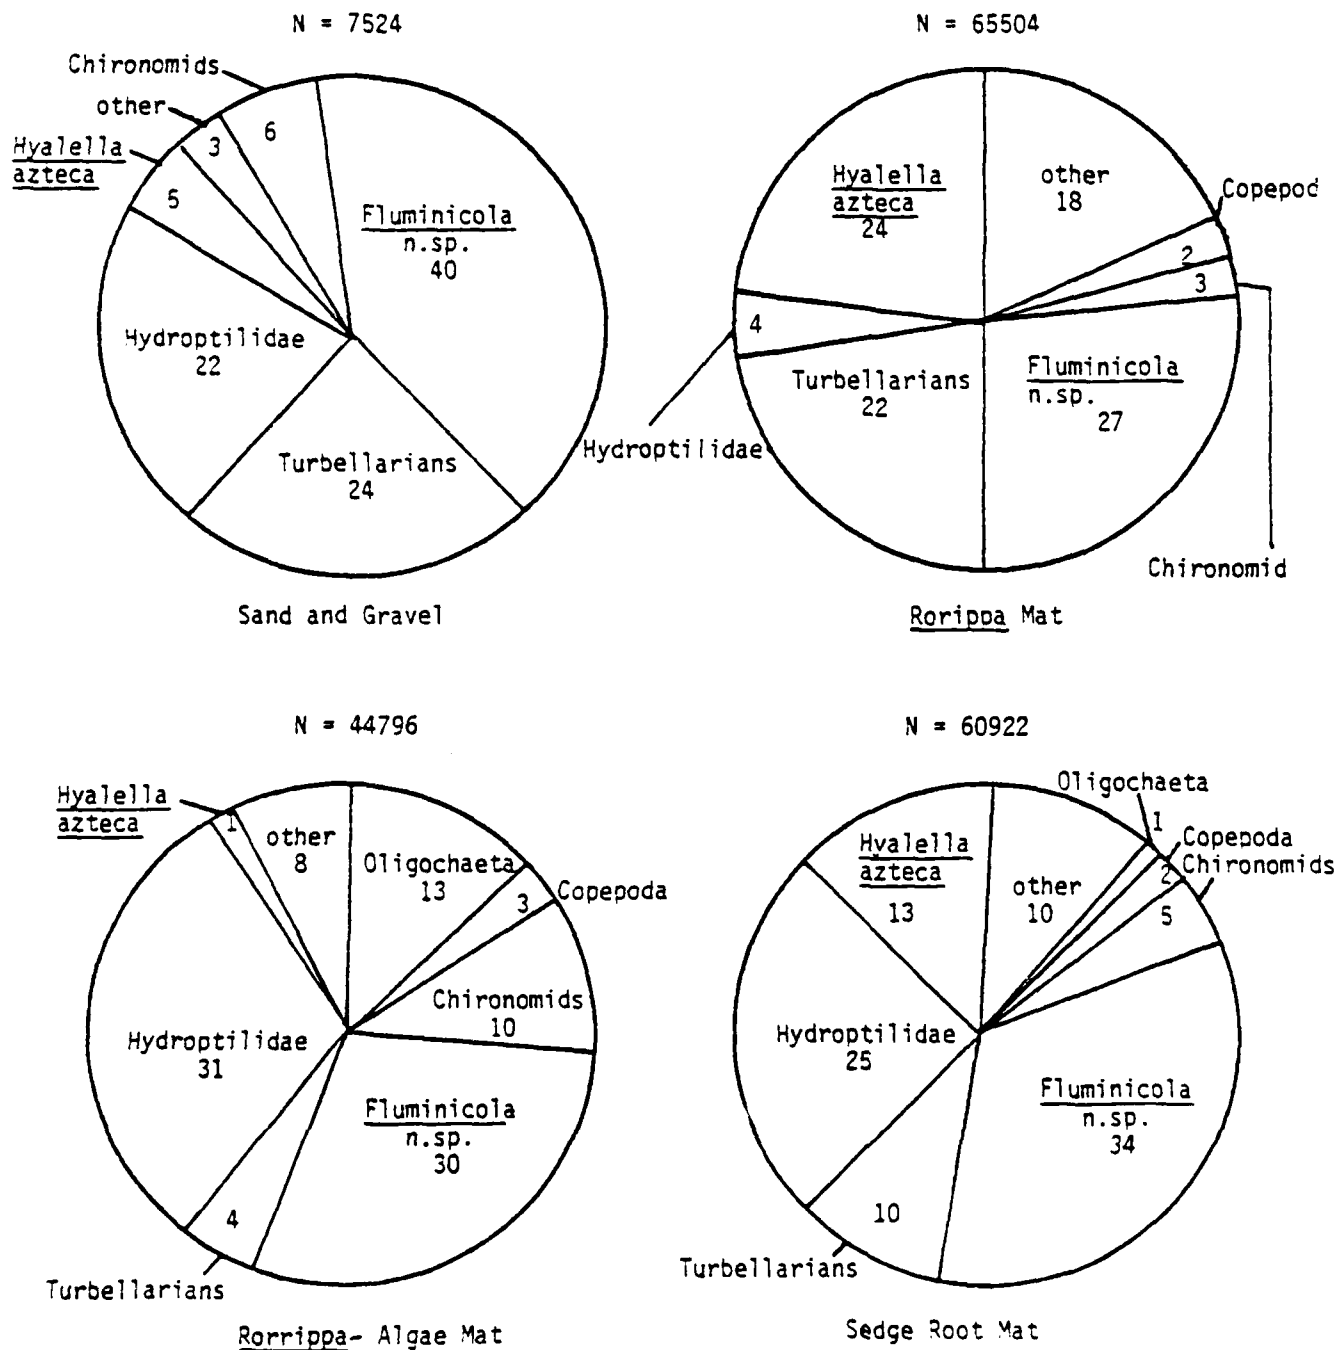 N = 7524
Chironomids
other
Hyalella
azteca
6
3
5
Fluminicola
n.sp.
40
Hydroptilidae
22
Turbellarians
24
Sand and Gravel
N = 65504
Hyalella
azteca
24
other
18
Copepod
2
3
4
Turbellarians
22
Fluminicola
n.sp.
27
Hydroptilidae
Chironomid
Rorippa Mat
N = 44796
Hyalella
azteca
1
other
8
Oligochaeta
13
3
Copepoda
Chironomids
10
Hydroptilidae
31
Fluminicola
n.sp.
30
4
Turbellarians
Rorrippa- Algae Mat
N = 60922
Oligochaeta
1
Copepoda
2
Chironomids
5
Hyalella
azteca
13
other
10
Hydroptilidae
25
Fluminicola
n.sp.
34
10
Turbellarians
Sedge Root Mat